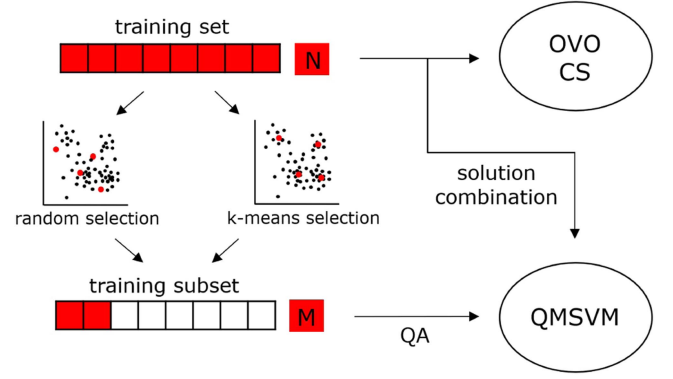 training set
N
OVO
CS
random selection
k-means selection
solution
combination
training subset
M
QA
QMSVM